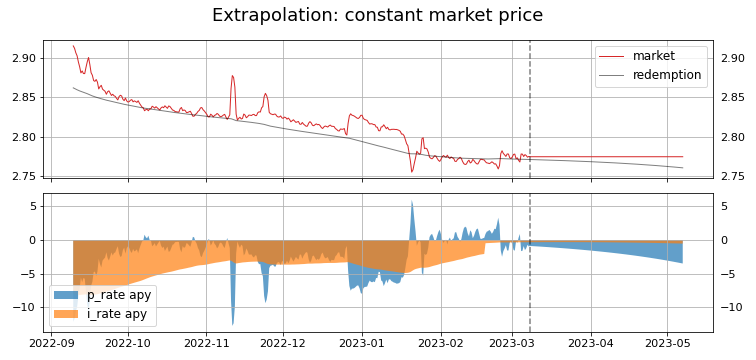 Extrapolation: constant market price
2.90 2.90
2.85 2.85
2.80 2.80
2.75 2.75
market
redemption
5 5
0 0
−5 −5
−10 −10
p_rate apy
i_rate apy
2022-09 2022-10 2022-11 2022-12 2023-01 2023-02 2023-03 2023-04 2023-05